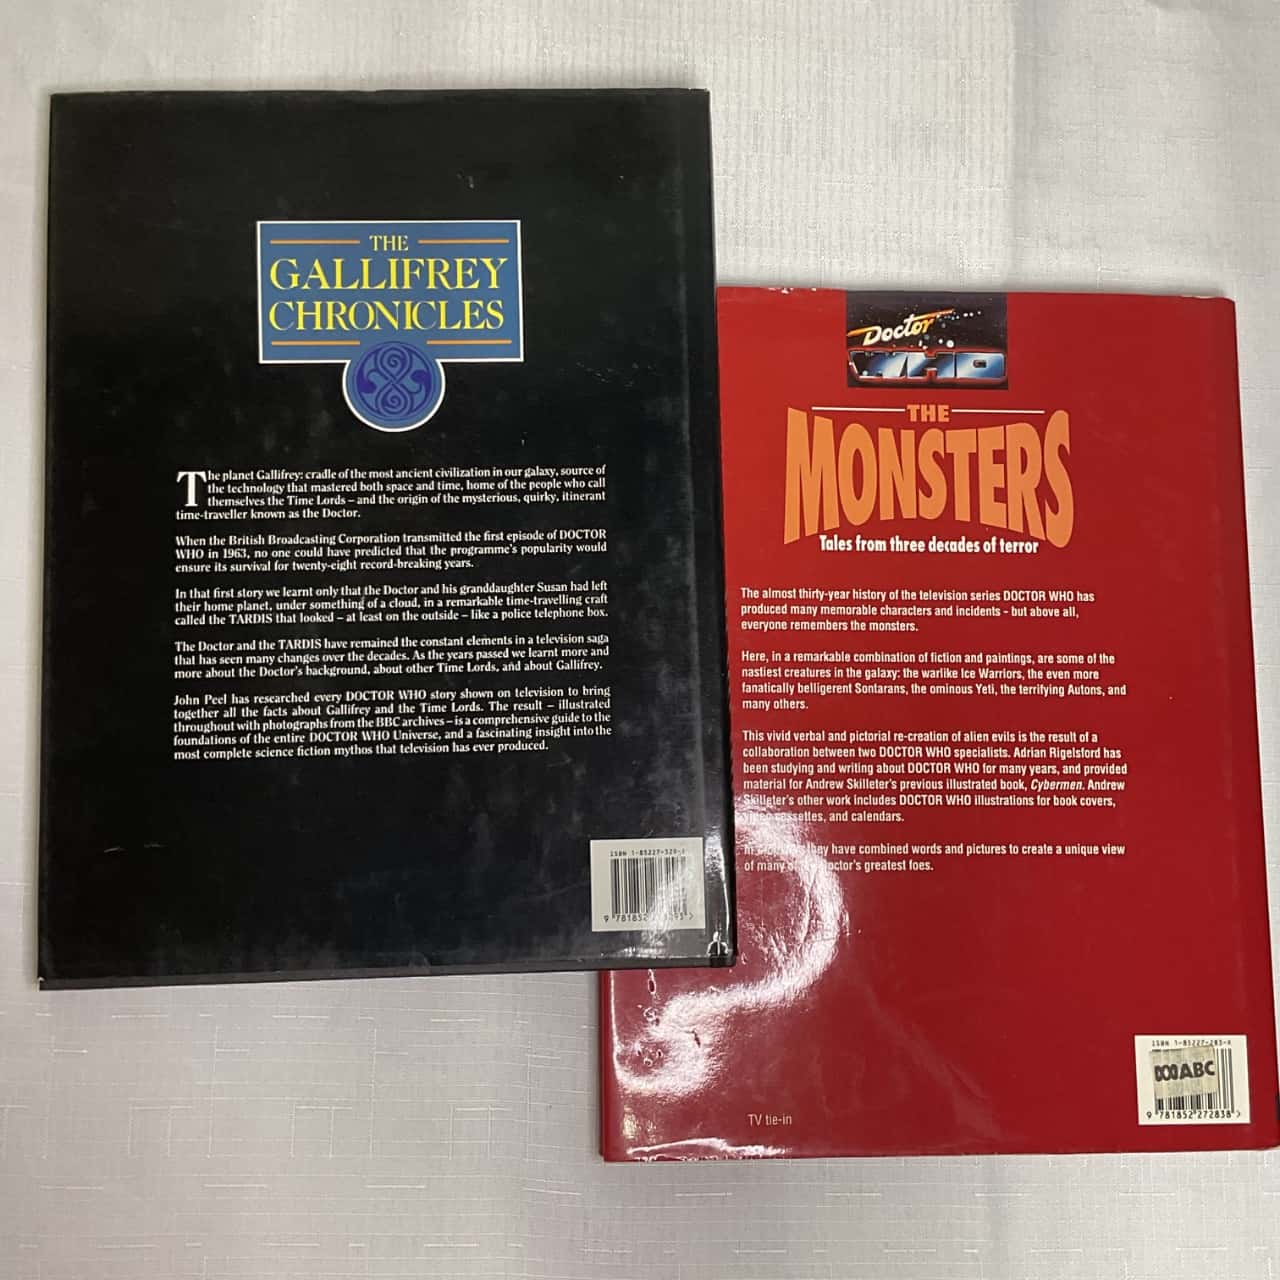 THE
GALLIFREY
CHRONICLES
The planet Gallifrey: cradle of the most ancient civilization in our galaxy, source of
the technology that mastered both space and time, home of the people who call
themselves the Time Lords – and the origin of the mysterious, quirky, itinerant
time-traveller known as the Doctor.
When the British Broadcasting Corporation transmitted the first episode of DOCTOR
WHO in 1963, no one could have predicted that the programme's popularity would
ensure its survival for twenty-eight record-breaking years.
In that first story we learnt only that the Doctor and his granddaughter Susan had left
their home planet, under something of a cloud, in a remarkable time-travelling craft
called the TARDIS that looked – at least on the outside – like a police telephone box.
The Doctor and the TARDIS have remained the constant elements in a television saga
that has seen many changes over the decades. As the years passed we learnt more and
more about the Doctor's background, about other Time Lords, and about Gallifrey.
John Peel has researched every DOCTOR WHO story shown on television to bring
together all the facts about Gallifrey and the Time Lords. The result – illustrated
throughout with photographs from the BBC archives – is a comprehensive guide to the
foundations of the entire DOCTOR WHO Universe, and a fascinating insight into the
most complete science fiction mythos that television has ever produced.
ISBN 1-85227-329-
9 781852
Doctor
WHO
THE
MONSTERS
Tales from three decades of terror
The almost thirty-year history of the television series DOCTOR WHO has
produced many memorable characters and incidents - but above all,
everyone remembers the monsters.
Here, in a remarkable combination of fiction and paintings, are some of the
nastiest creatures in the galaxy: the warlike Ice Warriors, the even more
fanatically belligerent Sontarans, the ominous Yeti, the terrifying Autons, and
many others.
This vivid verbal and pictorial re-creation of alien evils is the result of a
collaboration between two DOCTOR WHO specialists. Adrian Rigelsford has
been studying and writing about DOCTOR WHO for many years, and provided
material for Andrew Skilleter's previous illustrated book, Cybermen. Andrew
Skilleter's other work includes DOCTOR WHO illustrations for book covers,
video cassettes, and calendars.
they have combined words and pictures to create a unique view
of many of the Doctor's greatest foes.
TV tie-in
ISBN 1-85227-283-8
ABC
9 781852 272838 >